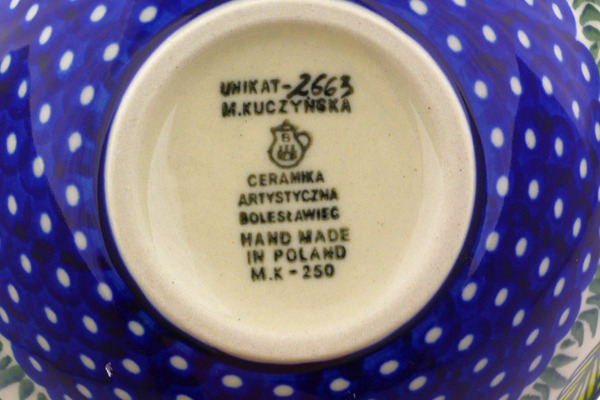 UNIKAT-2663
M.KUCZYŃSKA
B
CERAMIKA
ARTYSTYCZNA
BOLESŁAWIEC
HAND MADE
IN POLAND
M.K-250